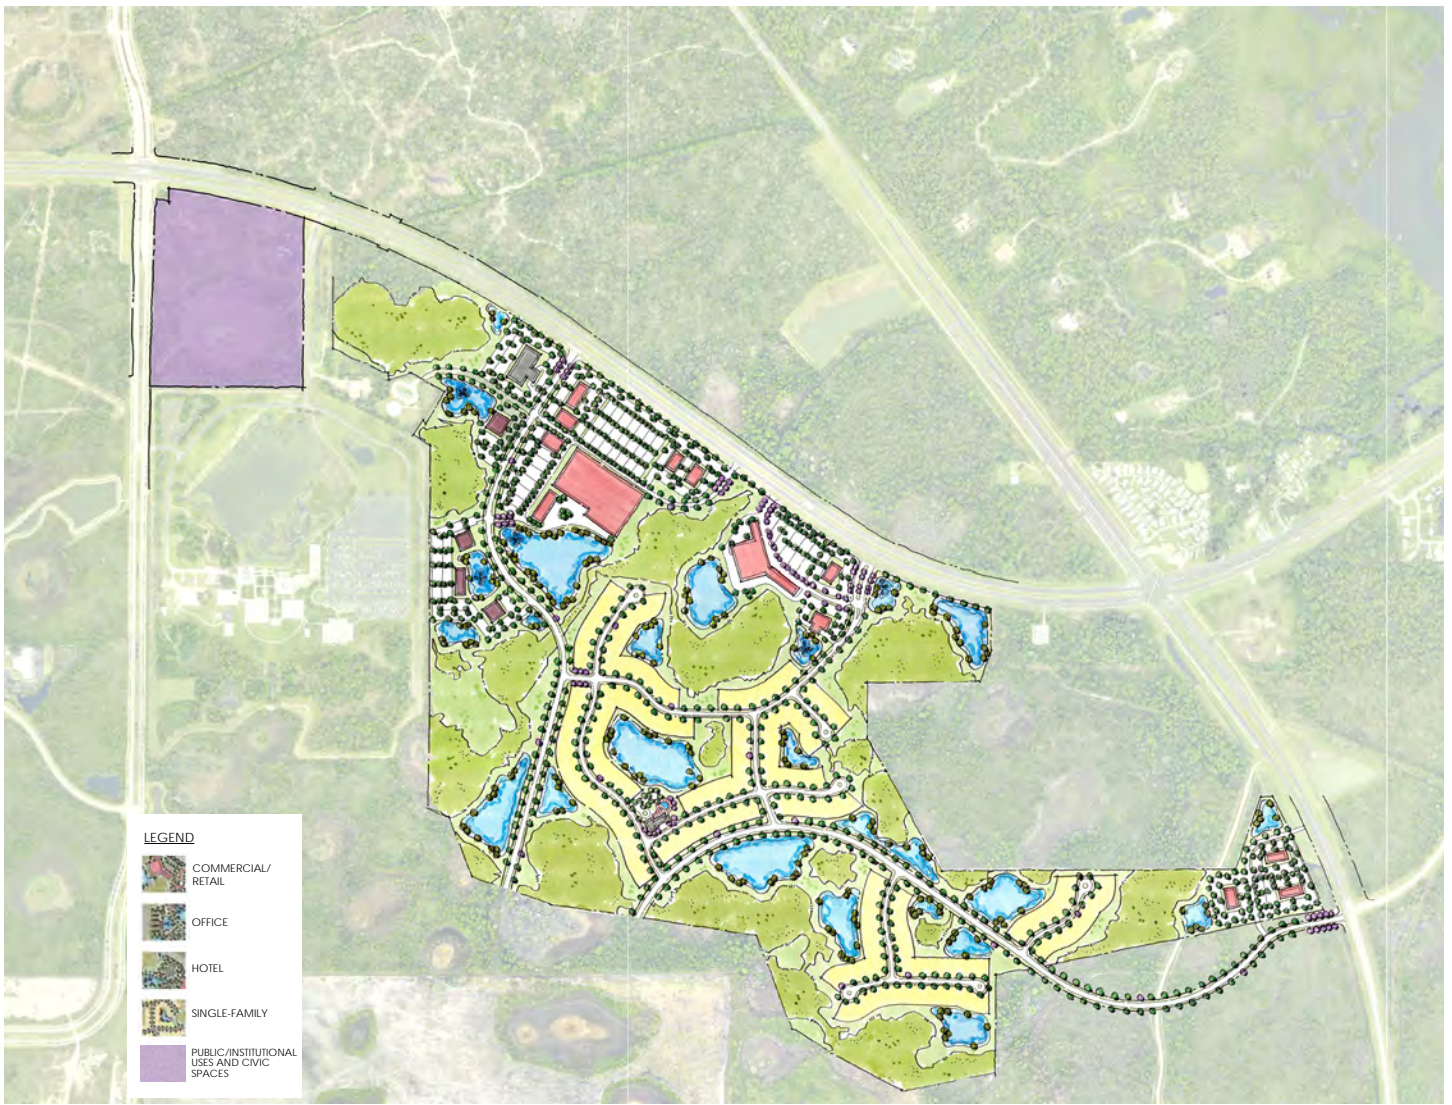 LEGEND
COMMERCIAL/
RETAIL
OFFICE
HOTEL
SINGLE-FAMILY
PUBLIC/INSTITUTIONAL
USES AND CIVIC
SPACES